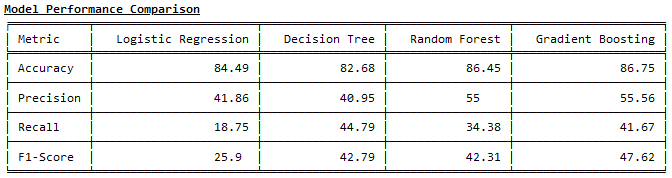 Model Performance Comparison
Metric Logistic Regression Decision Tree Random Forest Gradient Boosting
Accuracy 84.49 82.68 86.45 86.75
Precision 41.86 40.95 55 55.56
Recall 18.75 44.79 34.38 41.67
F1-Score 25.9 42.79 42.31 47.62